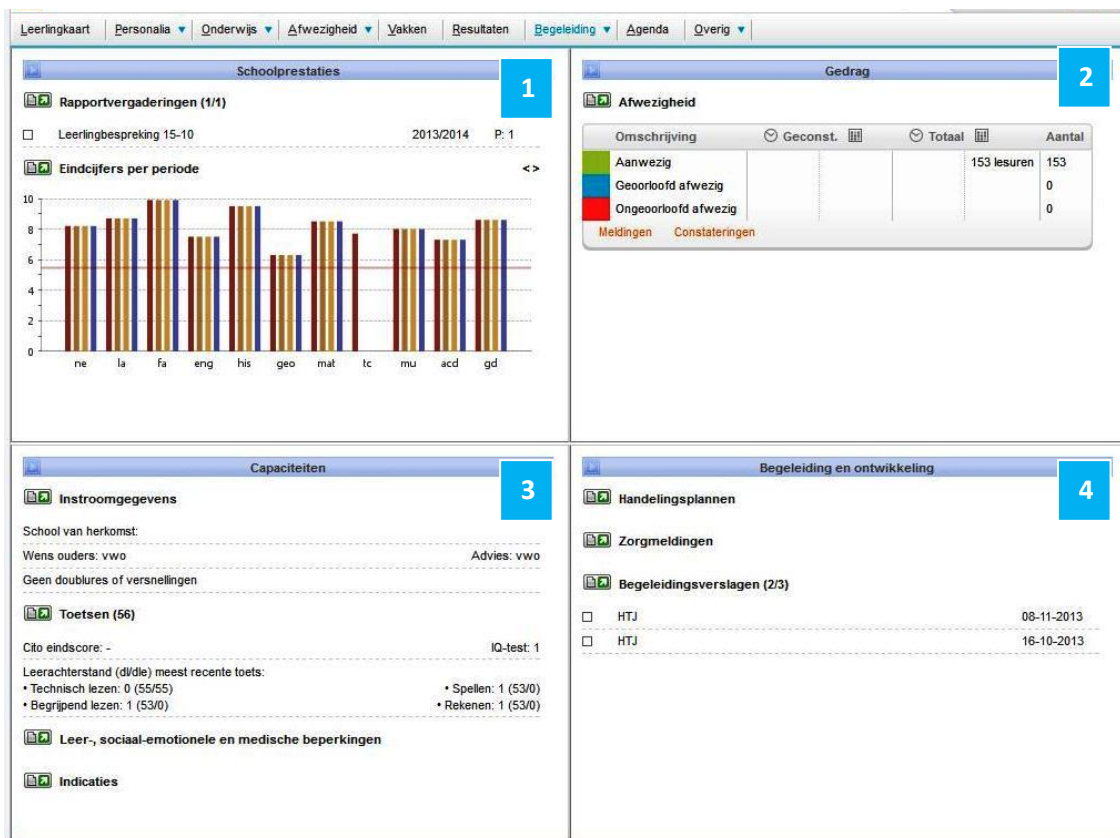 Leerlingkaart Personalia Onderwijs Afwezigheid Vakken Resultaten Begeleiding Agenda Overig
Schoolprestaties
1
Rapportvergaderingen (1/1)
Leerlingbespreking 15-10 2013/2014 P: 1
Eindcijfers per periode <>
10
8
6
4
2
0
ne la fa eng his geo mat tc mu acd gd
Gedrag
2
Afwezigheid
Omschrijving Geconst. Totaal Aantal
Aanwezig 153 lesuren 153
Geoorloofd afwezig 0
Ongeoorloofd afwezig 0
Meldingen Constateringen
Capaciteiten
3
Instroomgegevens
School van herkomst:
Wens ouders: vwo Advies: vwo
Geen doublures of versnellingen
Toetsen (56)
Cito eindscore: - IQ-test: 1
Leerachterstand (dl/dle) meest recente toets:
• Technisch lezen: 0 (55/55) • Spellen: 1 (53/0)
• Begrijpend lezen: 1 (53/0) • Rekenen: 1 (53/0)
Leer-, sociaal-emotionele en medische beperkingen
Indicaties
Begeleiding en ontwikkeling
4
Handelingsplannen
Zorgmeldingen
Begeleidingsverslagen (2/3)
HTJ 08-11-2013
HTJ 16-10-2013